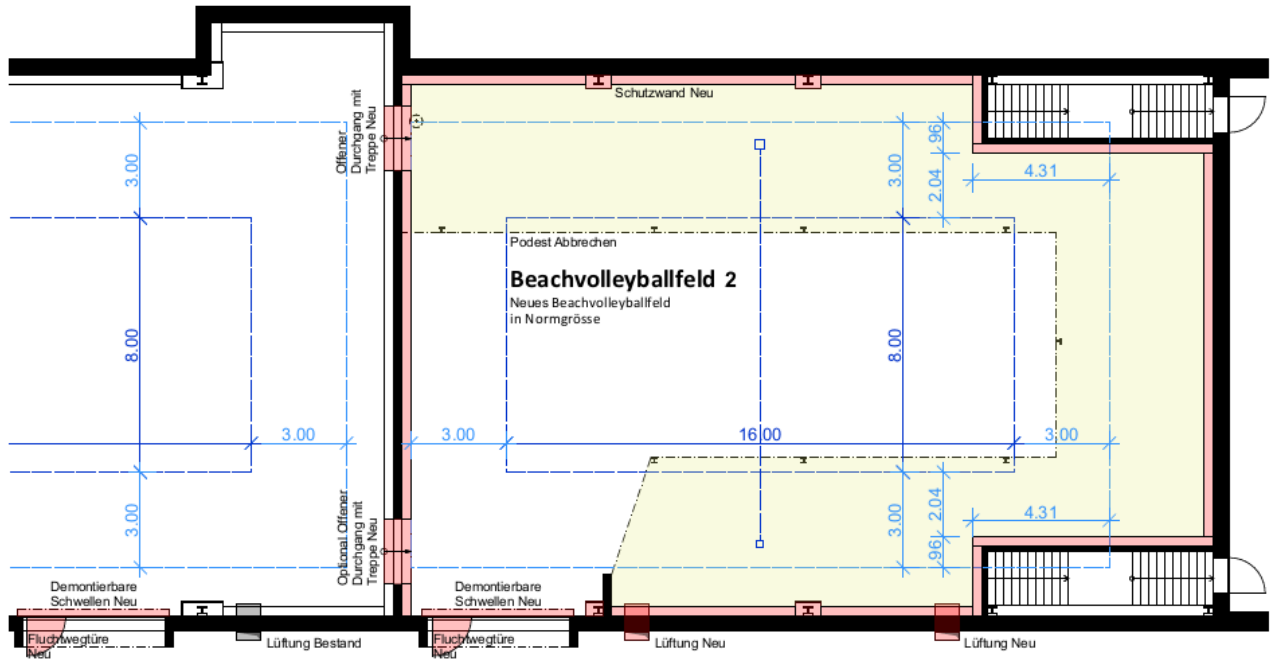 Schutzwand Neu
Offener
Durchgang mit
Treppe Neu
.96
3.00
3.00
2.04
4.31
Podest Abbrechen
Beachvolleyballfeld 2
Neues Beachvolleyballfeld
in Normgrösse
8.00
8.00
3.00
3.00
16.00
3.00
Optional Offener
Durchgang mit
Treppe Neu
3.00
3.00
2.04
4.31
.96
Demontierbare
Schwellen Neu
Demontierbare
Schwellen Neu
Fluchtwegtüre
Neu
Lüftung Bestand
Fluchtwegtüre
Neu
Lüftung Neu
Lüftung Neu